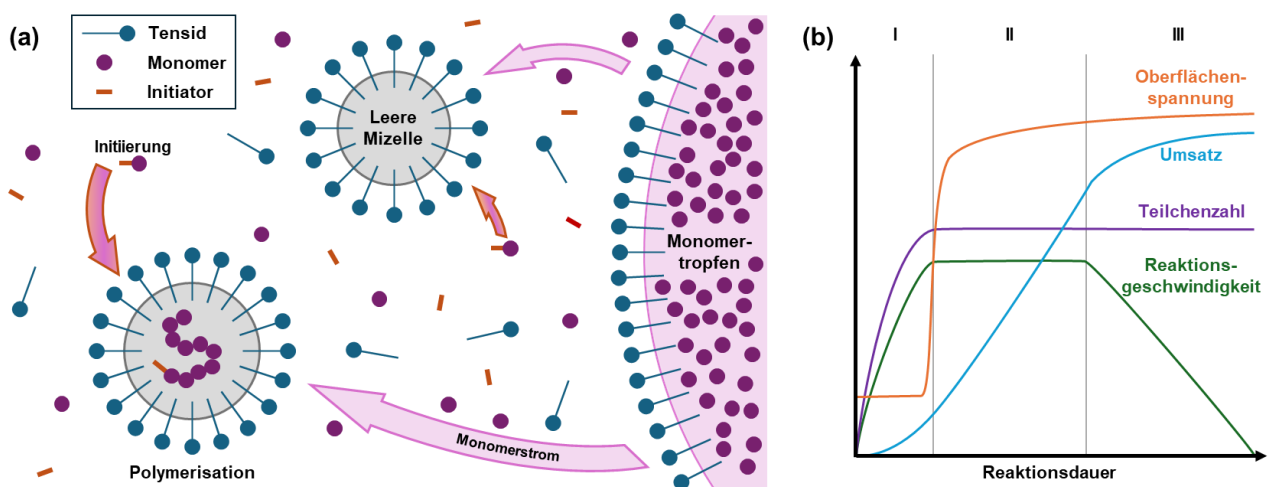 (a)
Tensid
Monomer
Initiator
Initiierung
Leere
Mizelle
Monomer-
tropfen
Polymerisation
Monomerstrom
(b)
I
II
III
Oberflächen-
spannung
Umsatz
Teilchenzahl
Reaktions-
geschwindigkeit
Reaktionsdauer